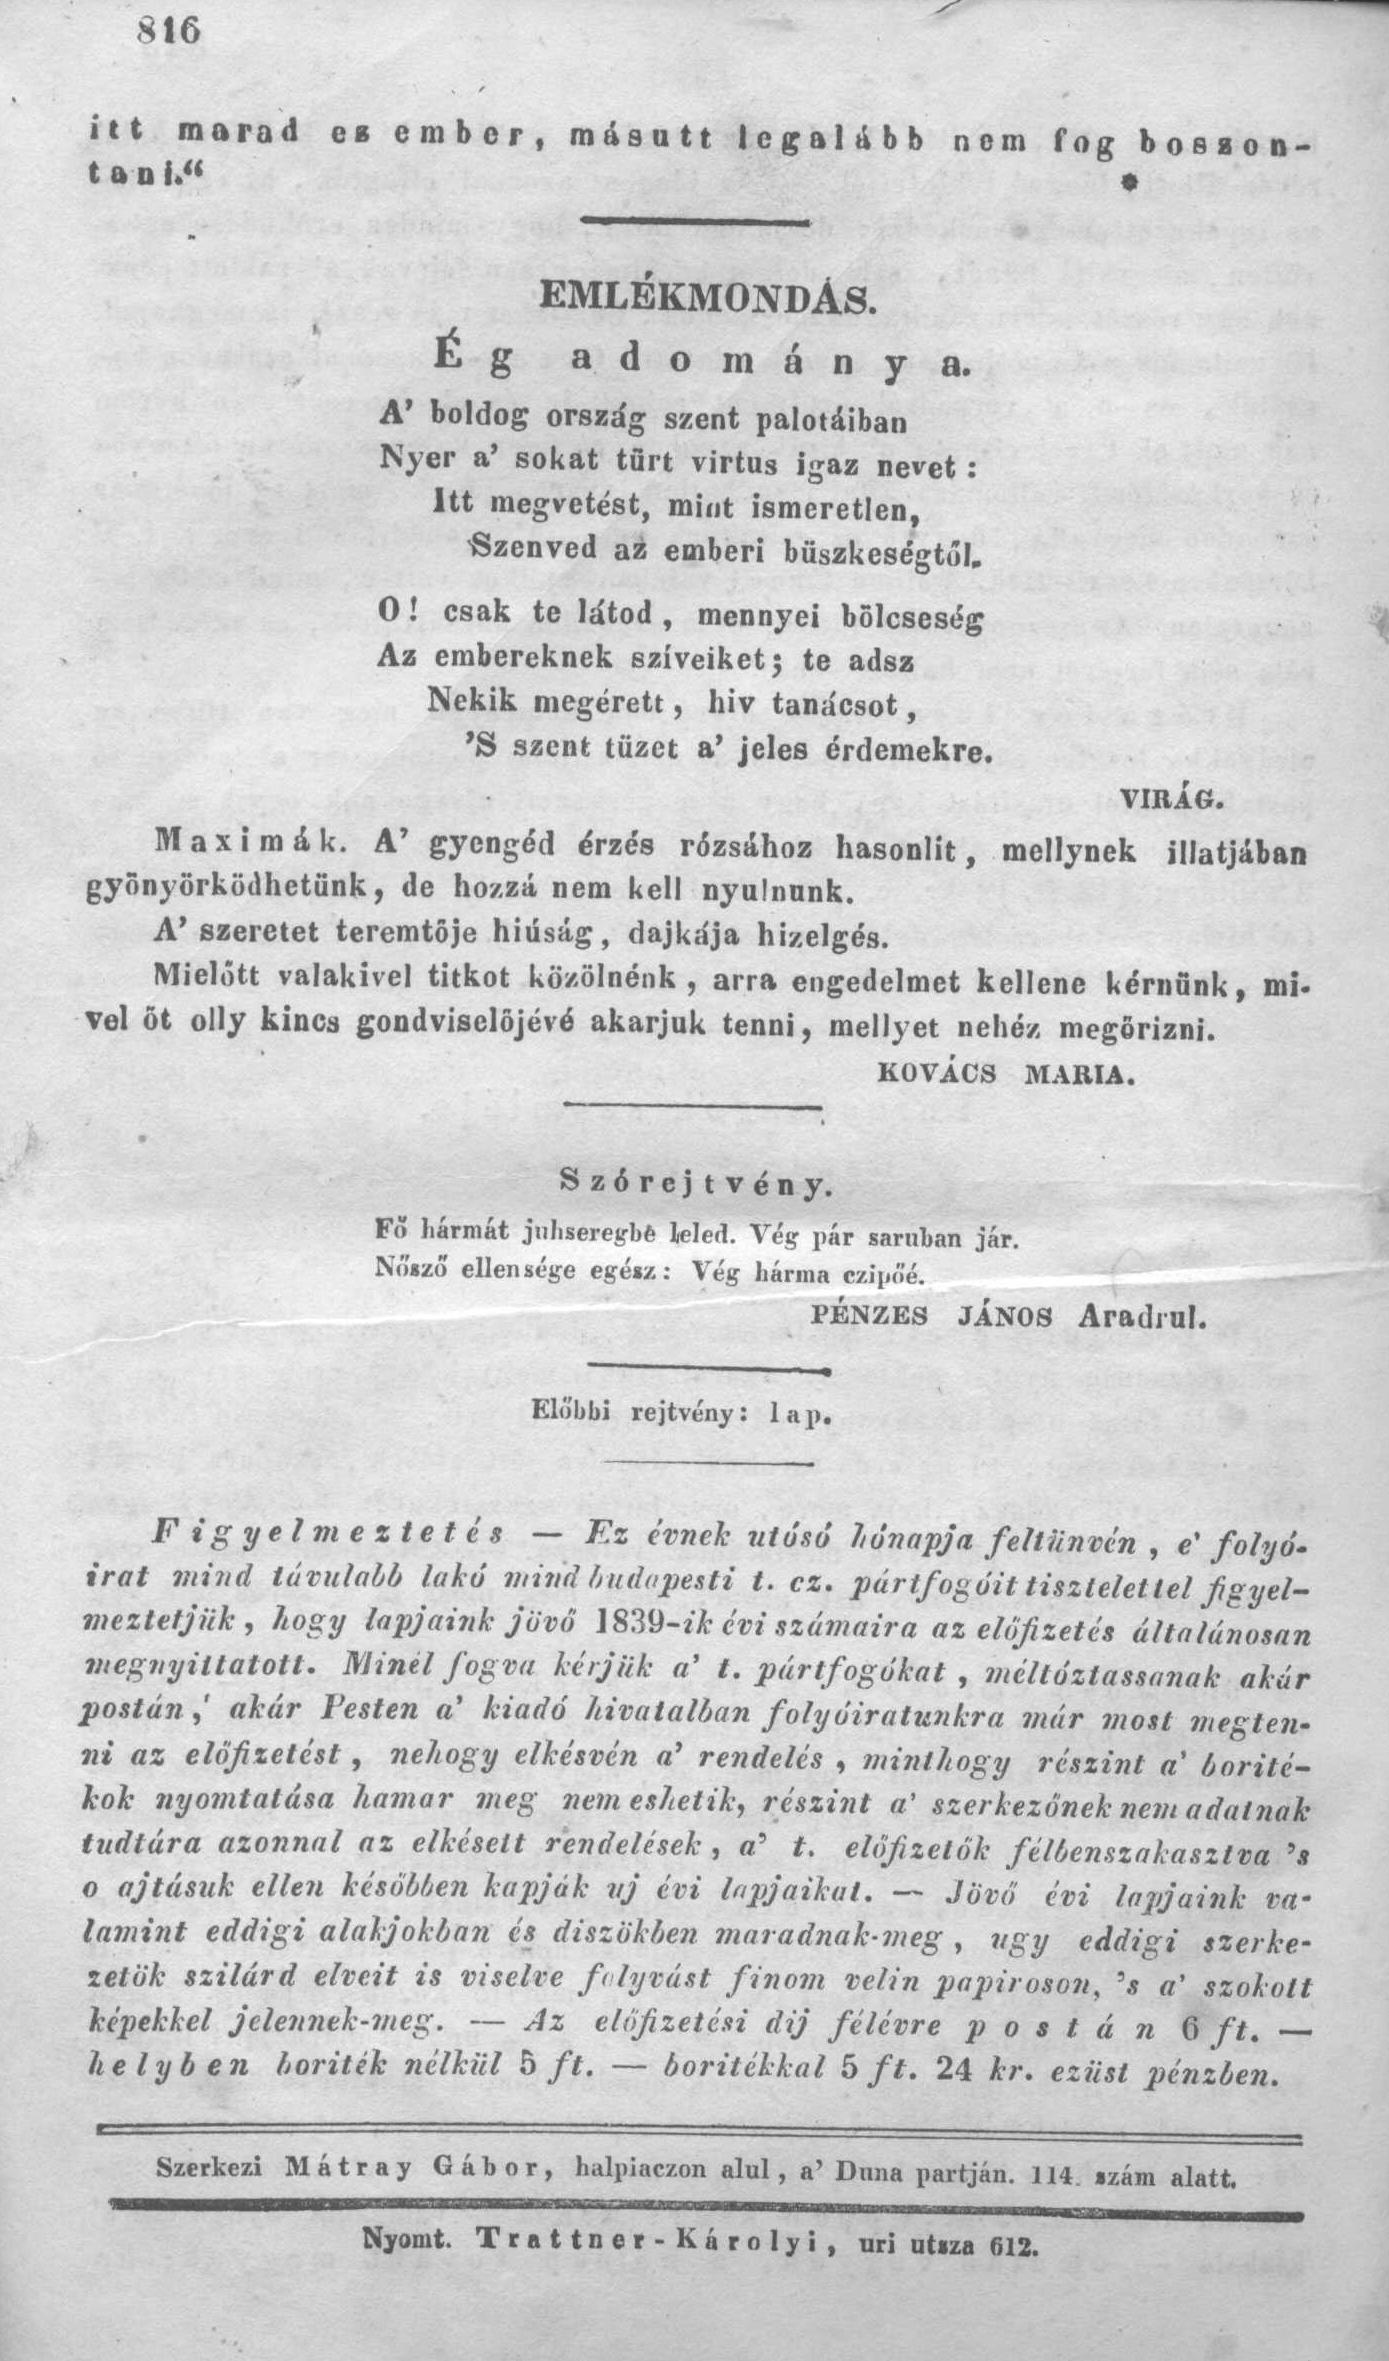 816
itt marad ez ember, másutt legalább nem fog boszon-
tani.“ *
EMLÉKMONDÁS.
Ég adománya.
A’ boldog ország szent palotáiban
Nyer a’ sokat tűrt virtus igaz nevet :
Itt megvetést, mint ismeretlen,
Szenved az emberi büszkeségtől.
O! csak te látod , mennyei bölcseség
Az embereknek szíveiket; te adsz
Nekik megérett , hiv tanácsot ,
’S szent tüzet a’ jeles érdemekre.
VIRÁG.
Maximák. A’ gyengéd érzés rózsához hasonlit , mellynek illatjában
gyönyörködhetünk, de hozzá nem kell nyulnunk.
A’ szeretet teremtője hiúság , dajkája hizelgés.
Mielőtt valakivel titkot közölnénk , arra engedelmet kellene kérnünk, mi-
vel őt olly kincs gondviselőjévé akarjuk tenni, mellyet nehéz megőrizni.
KOVÁCS MARIA.
Szórejtvény.
Fő hármát juhseregbe leled. Vég pár saruban jár.
Nősző ellensége egész : Vég hárma czipőé.
PÉNZES JÁNOS Aradrul.
Előbbi rejtvény: lap.
Figyelmeztetés — Ez évnek utósó hónapja feltünvén , e’ folyó-
irat mind távulabb lakó mind budapesti t. cz. pártfogóit tisztelettel figyel-
meztetjük , hogy lapjaink jövő 1839-ik évi számaira az előfizetés általánosan
megnyittatott. Minél fogva kérjük a’ t. pártfogókat , méltóztassanak akár
postán , akár Pesten a’ kiadó hivatalban folyóiratunkra már most megten-
ni az előfizetést , nehogy elkésvén a’ rendelés , minthogy részint a’ borité-
kok nyomtatása hamar meg nem eshetik, részint a’ szerkezőnek nem adatnak
tudtára azonnal az elkésett rendelések , a’ t. előfizetők félbenszakasztva ’s
o ajtásuk ellen későbben kapják uj évi lapjaikat. — Jövő évi lapjaink va-
lamint eddigi alakjokban és diszökben maradnak-meg , ugy eddigi szerke-
zetök szilárd elveit is viselve folyvást finom velin papiroson, ’s a’ szokott
képekkel jelennek-meg. — Az előfizetési dij félévre postán 6 ft. —
helyben boriték nélkül 5 ft. — boritékkal 5 ft. 24 kr. ezüst pénzben.
Szerkezi Mátray Gábor, halpiaczon alul , a’ Duna partján. 114. szám alatt.
Nyomt. Trattner-Károlyi , uri utsza 612.